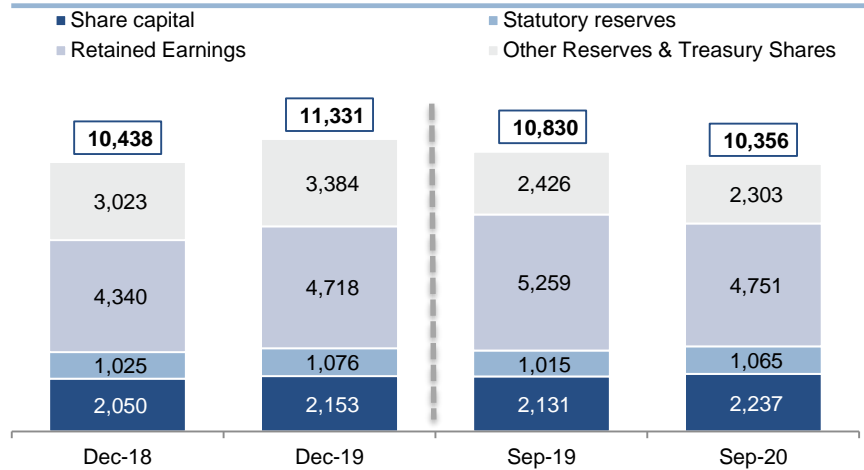 Share capital
Statutory reserves
Retained Earnings
Other Reserves & Treasury Shares
10,438
11,331
10,830
10,356
3,023
3,384
2,426
2,303
4,340
4,718
5,259
4,751
1,025
1,076
1,015
1,065
2,050
2,153
2,131
2,237
Dec-18
Dec-19
Sep-19
Sep-20